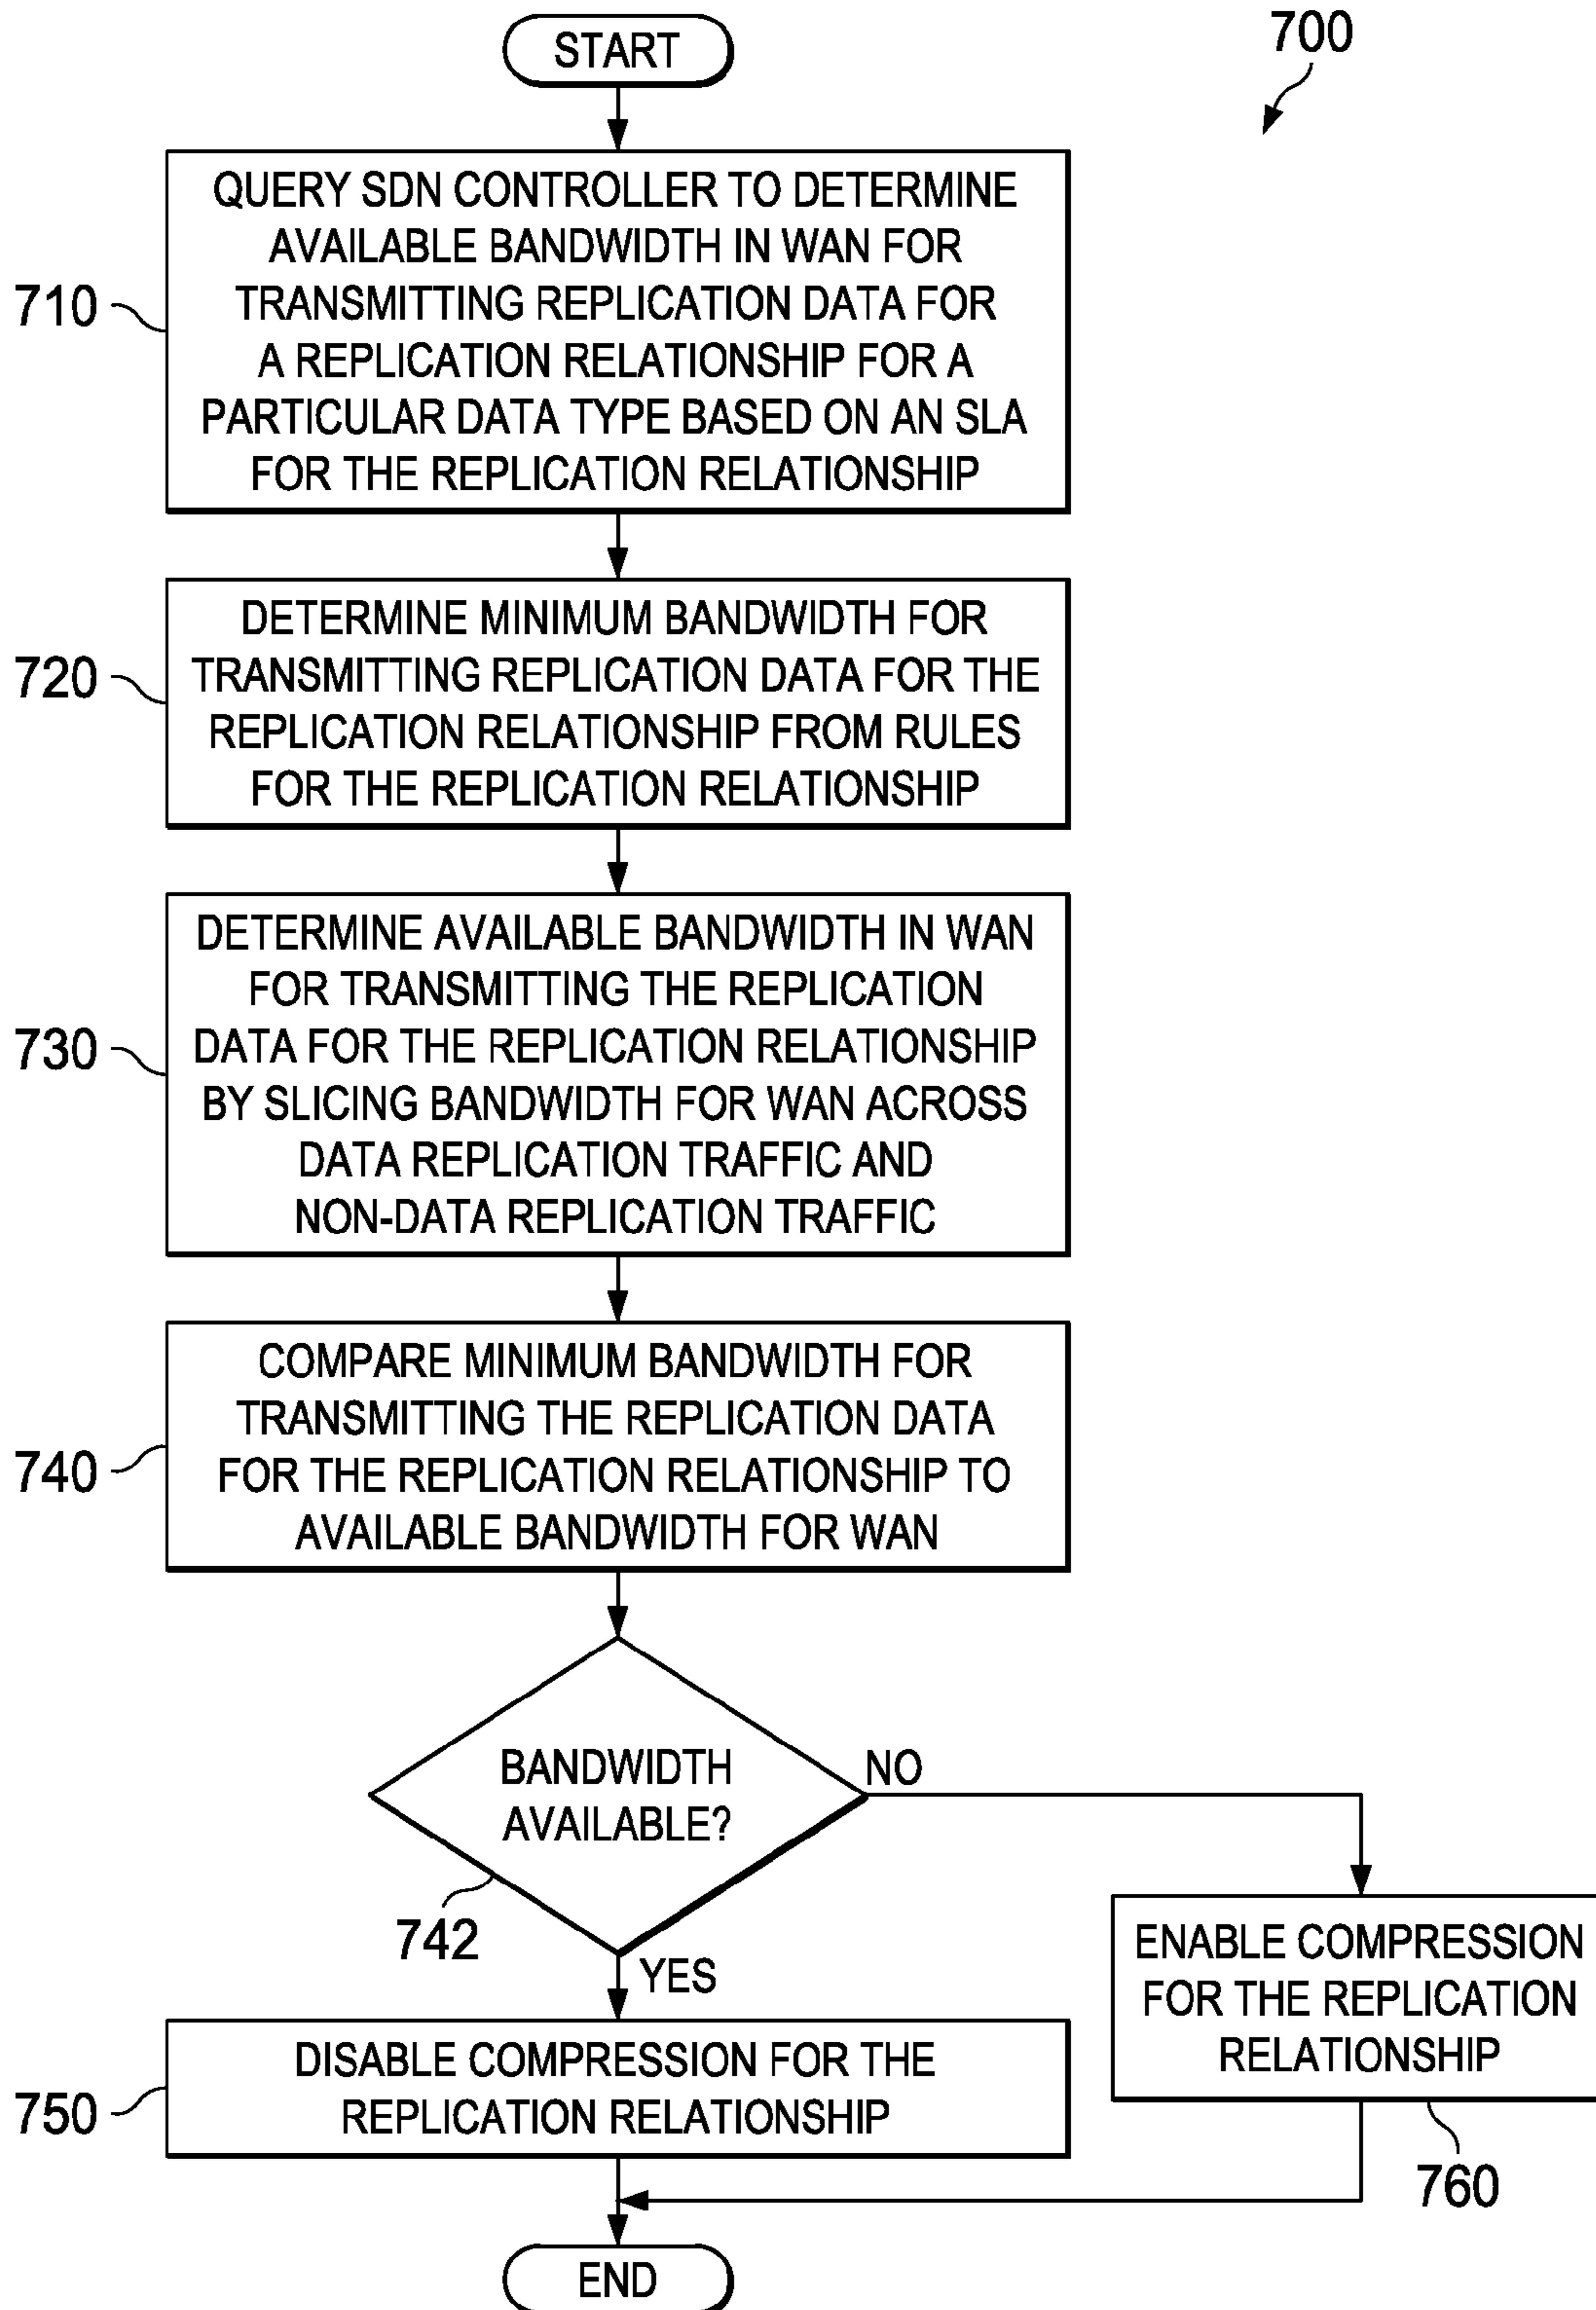 START
700
QUERY SDN CONTROLLER TO DETERMINE
AVAILABLE BANDWIDTH IN WAN FOR
TRANSMITTING REPLICATION DATA FOR
A REPLICATION RELATIONSHIP FOR A
PARTICULAR DATA TYPE BASED ON AN SLA
FOR THE REPLICATION RELATIONSHIP
710
DETERMINE MINIMUM BANDWIDTH FOR
TRANSMITTING REPLICATION DATA FOR THE
REPLICATION RELATIONSHIP FROM RULES
FOR THE REPLICATION RELATIONSHIP
720
DETERMINE AVAILABLE BANDWIDTH IN WAN
FOR TRANSMITTING THE REPLICATION
DATA FOR THE REPLICATION RELATIONSHIP
BY SLICING BANDWIDTH FOR WAN ACROSS
DATA REPLICATION TRAFFIC AND
NON-DATA REPLICATION TRAFFIC
730
COMPARE MINIMUM BANDWIDTH FOR
TRANSMITTING THE REPLICATION DATA
FOR THE REPLICATION RELATIONSHIP TO
AVAILABLE BANDWIDTH FOR WAN
740
BANDWIDTH
AVAILABLE?
NO
742
YES
ENABLE COMPRESSION
FOR THE REPLICATION
RELATIONSHIP
760
DISABLE COMPRESSION FOR THE
REPLICATION RELATIONSHIP
750
END